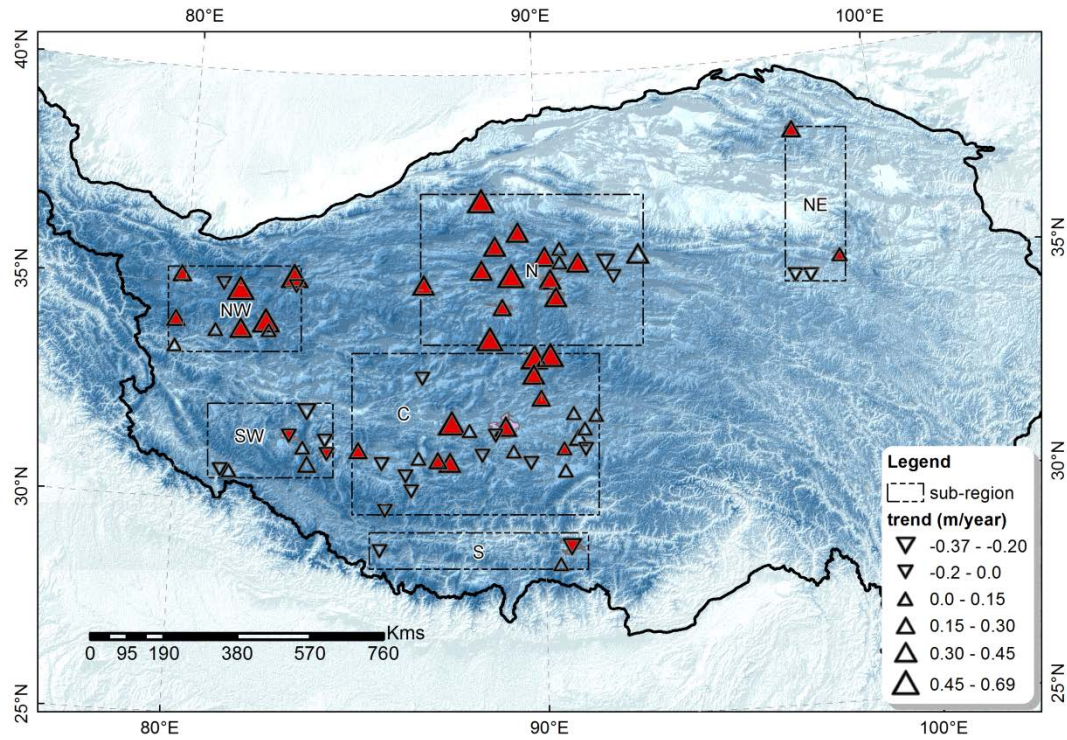 80°E 90°E 100°E
40°N
35°N 35°N
30°N 30°N
25°N 25°N
NE
N
NW
C
SW
S
Kms
0 95 190 380 570 760
Legend
sub-region
trend (m/year)
-0.37 - -0.20
-0.2 - 0.0
0.0 - 0.15
0.15 - 0.30
0.30 - 0.45
0.45 - 0.69
80°E 90°E 100°E